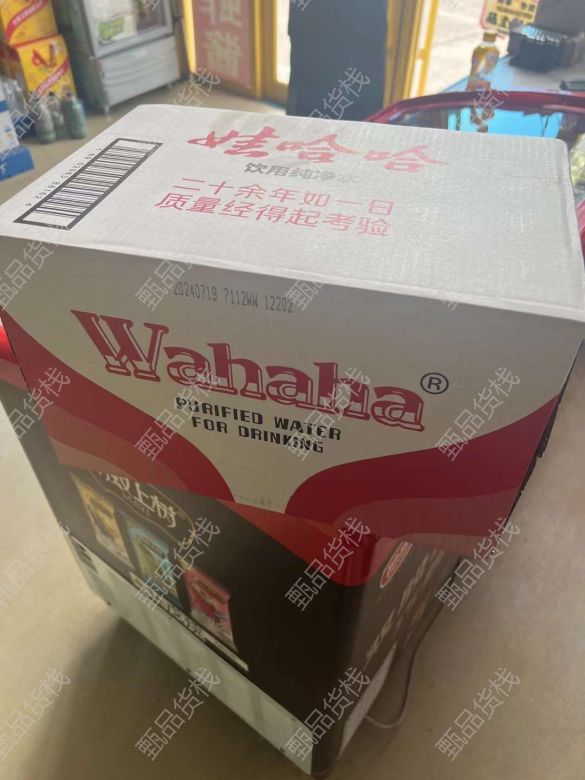 娃哈哈
饮用纯净水
二十余年如一日
质量经得起考验
20240719 7112WW 12202
Wahaha®
PURIFIED WATER
FOR DRINKING
甄品货栈